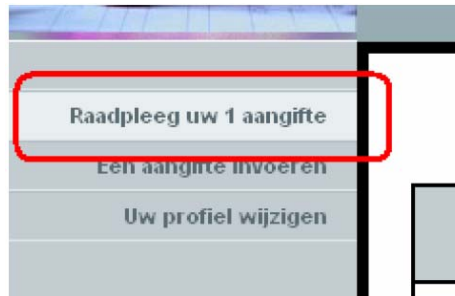 Raadpleeg uw 1 aangifte
Een aangifte invoeren
Uw profiel wijzigen